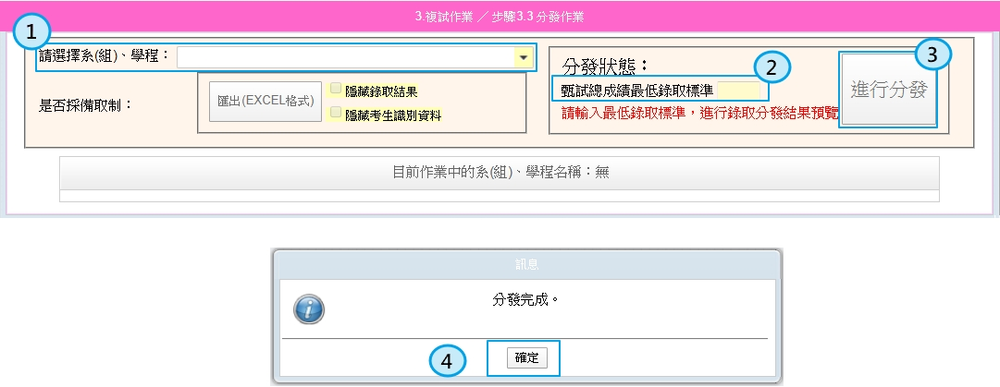 3.複試作業 ／ 步驟3.3 分發作業
1
請選擇系(組)、學程：
分發狀態：
2
3
甄試總成績最低錄取標準
進行分發
是否採備取制：
匯出(EXCEL格式)
隱藏錄取結果
隱藏考生識別資料
請輸入最低錄取標準，進行錄取分發結果預覽
目前作業中的系(組)、學程名稱：無
訊息
分發完成。
4
確定